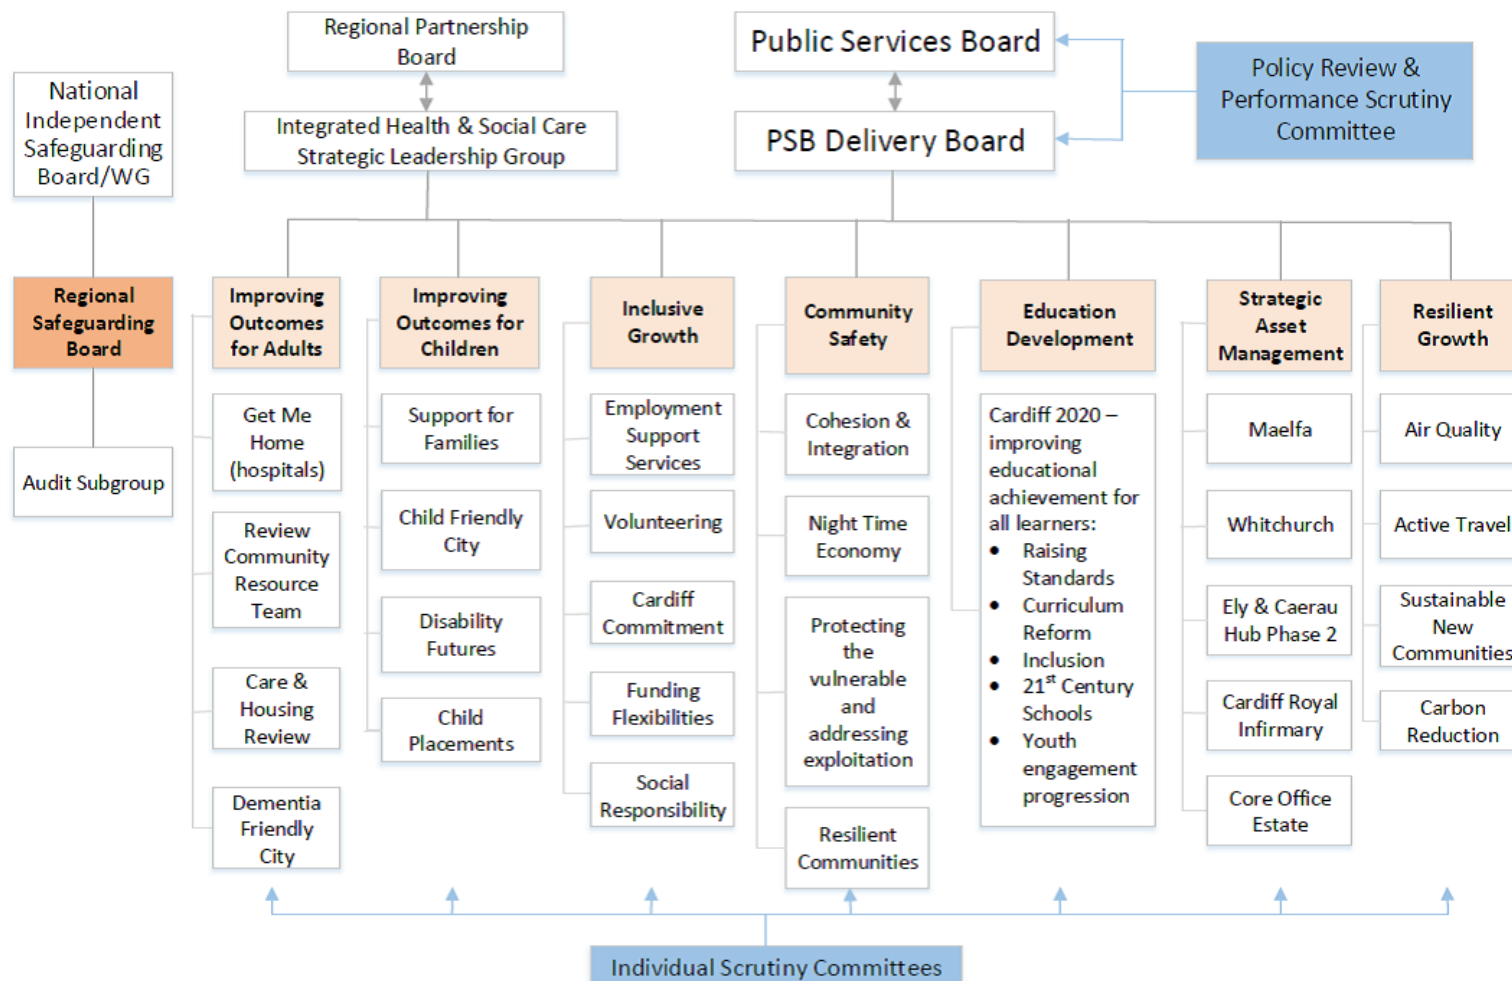 Regional Partnership
Board
Public Services Board
Policy Review &
Performance Scrutiny
Committee
National
Independent
Safeguarding
Board/WG
Integrated Health & Social Care
Strategic Leadership Group
PSB Delivery Board
Regional
Safeguarding
Board
Audit Subgroup
Improving
Outcomes
for Adults
Get Me
Home
(hospitals)
Review
Community
Resource
Team
Care &
Housing
Review
Dementia
Friendly
City
Improving
Outcomes for
Children
Support for
Families
Child Friendly
City
Disability
Futures
Child
Placements
Inclusive
Growth
Employment
Support
Services
Volunteering
Cardiff
Commitment
Funding
Flexibilities
Social
Responsibility
Community
Safety
Cohesion &
Integration
Night Time
Economy
Protecting
the
vulnerable
and
addressing
exploitation
Resilient
Communities
Education
Development
Cardiff 2020 –
improving
educational
achievement for
all learners:
• Raising
Standards
• Curriculum
Reform
• Inclusion
• 21st Century
Schools
• Youth
engagement
progression
Strategic
Asset
Management
Maelfa
Whitchurch
Ely & Caerau
Hub Phase 2
Cardiff Royal
Infirmary
Core Office
Estate
Resilient
Growth
Air Quality
Active Travel
Sustainable
New
Communities
Carbon
Reduction
Individual Scrutiny Committees